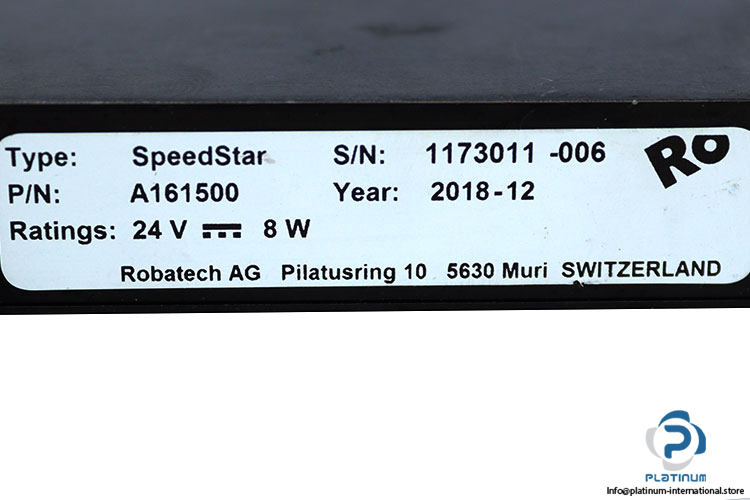 Type: SpeedStar S/N: 1173011 -006
RO
P/N: A161500 Year: 2018-12
Ratings: 24 V 8 W
Robatech AG Pilatusring 10 5630 Muri SWITZERLAND
PLATINUM
Info@platinum-international.store